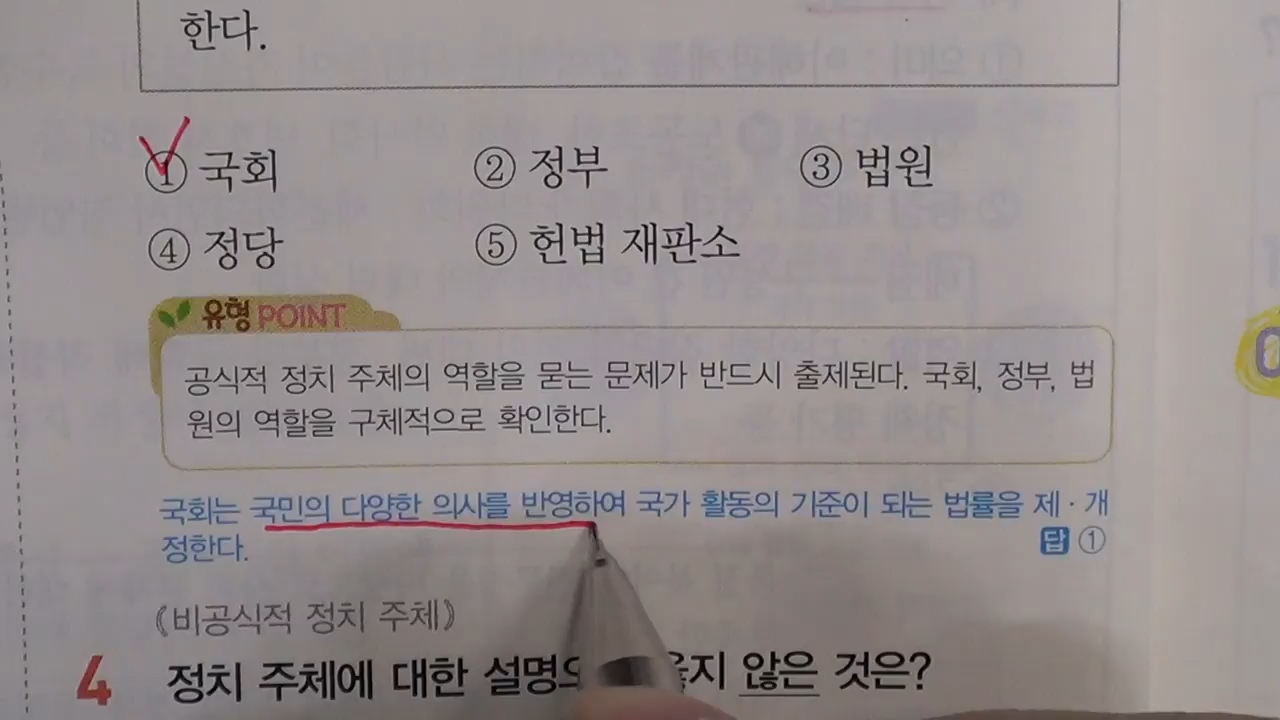 한다.
① 국회 ② 정부 ③ 법원
④ 정당 ⑤ 헌법 재판소
유형 POINT
공식적 정치 주체의 역할을 묻는 문제가 반드시 출제된다. 국회, 정부, 법
원의 역할을 구체적으로 확인한다.
국회는 국민의 다양한 의사를 반영하여 국가 활동의 기준이 되는 법률을 제·개
정한다. 답 ①
《비공식적 정치 주체》
4 정치 주체에 대한 않은 것은?